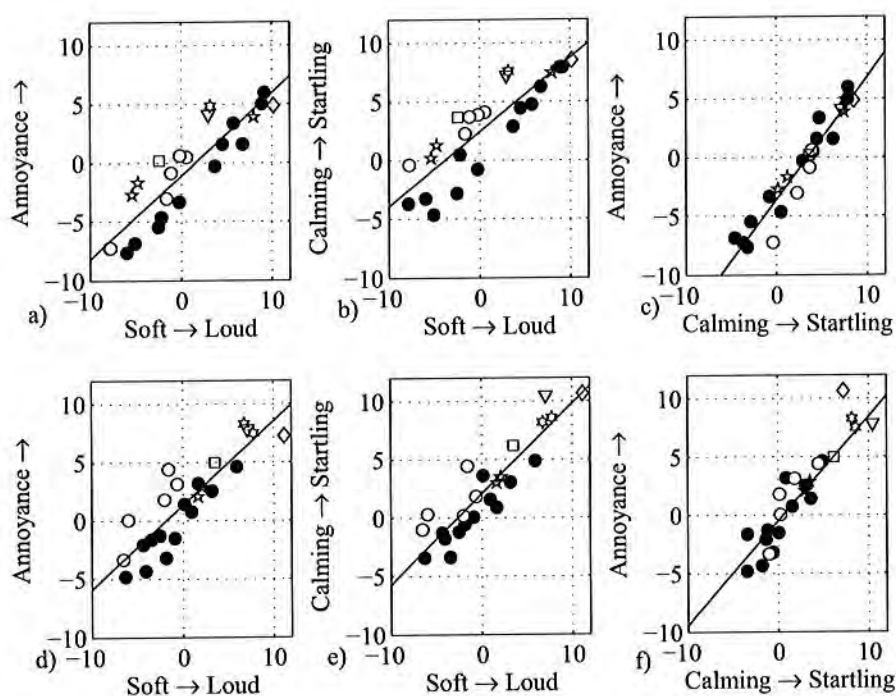 10
5
0
−5
−10
Annoyance →
−10 0 10
a) Soft → Loud
10
5
0
−5
−10
Calming → Startling
−10 0 10
b) Soft → Loud
10
5
0
−5
−10
Annoyance →
−10 0 10
c) Calming → Startling
10
5
0
−5
−10
Annoyance →
−10 0 10
d) Soft → Loud
10
5
0
−5
−10
Calming → Startling
−10 0 10
e) Soft → Loud
10
5
0
−5
−10
Annoyance →
−10 0 10
f) Calming → Startling